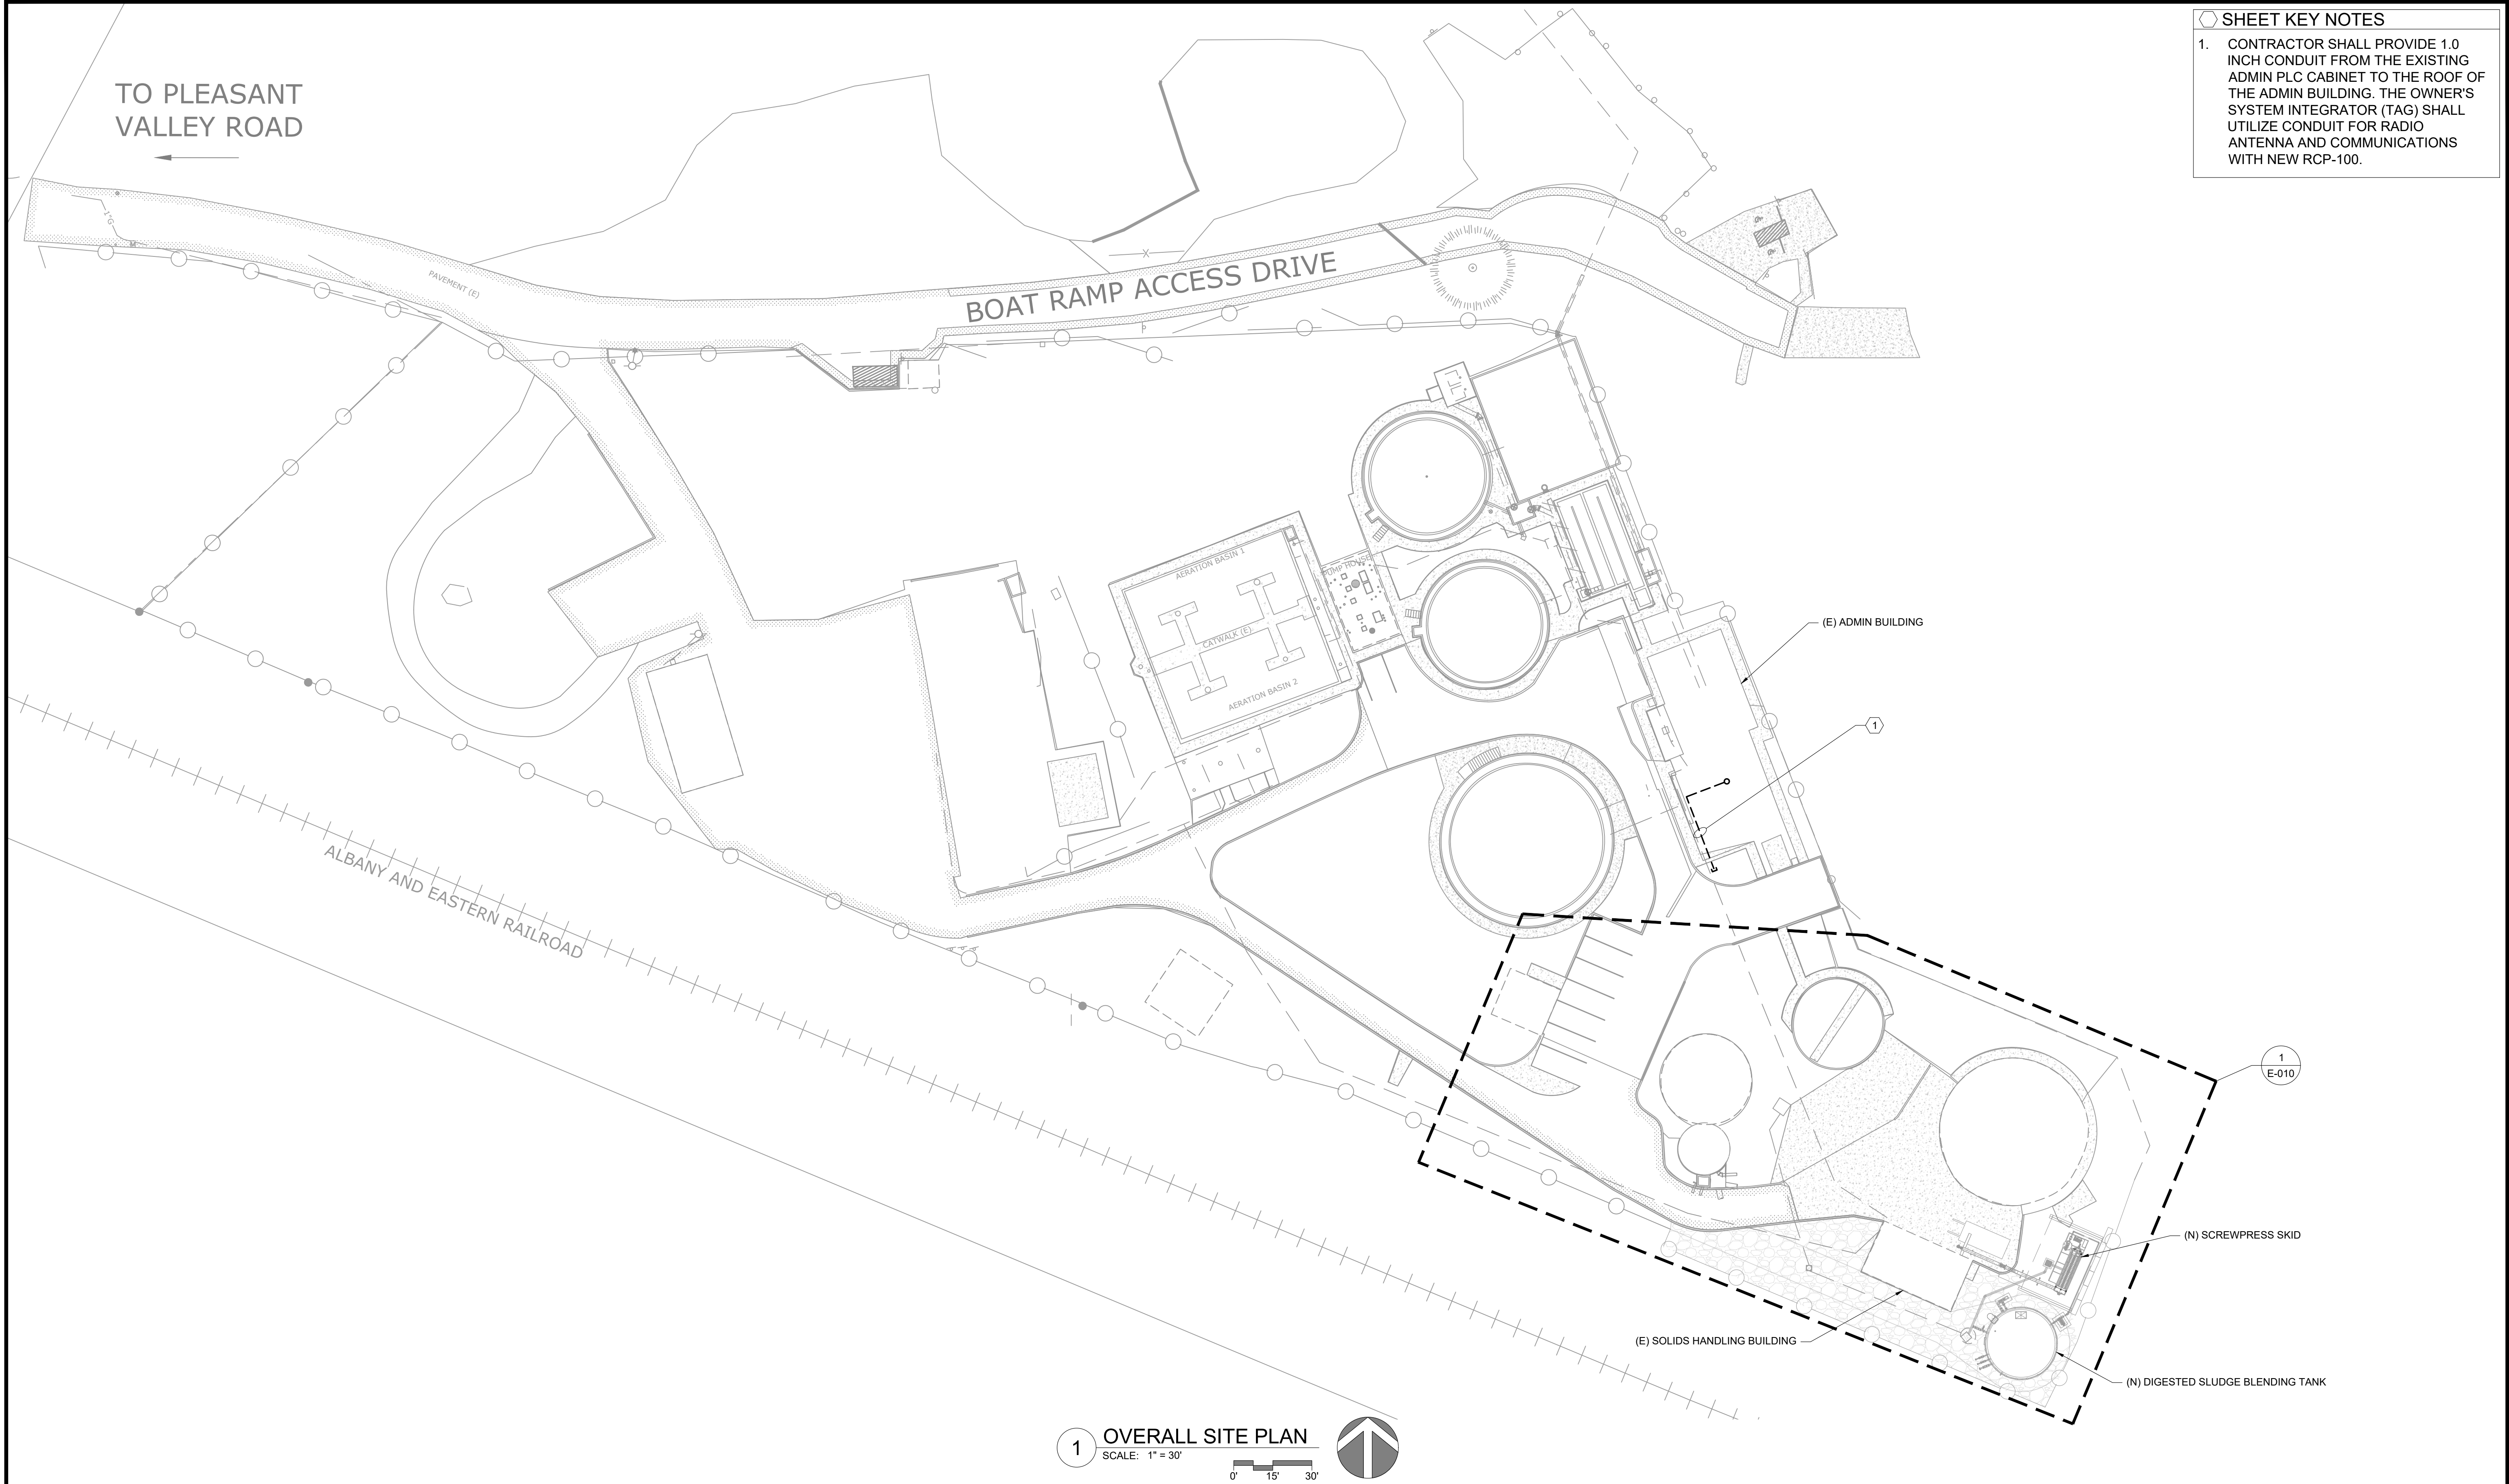 SHEET KEY NOTES
1. CONTRACTOR SHALL PROVIDE 1.0
INCH CONDUIT FROM THE EXISTING
ADMIN PLC CABINET TO THE ROOF OF
THE ADMIN BUILDING. THE OWNER'S
SYSTEM INTEGRATOR (TAG) SHALL
UTILIZE CONDUIT FOR RADIO
ANTENNA AND COMMUNICATIONS
WITH NEW RCP-100.
TO PLEASANT
VALLEY ROAD
1"G
M
PAVEMENT (E)
X
BOAT RAMP ACCESS DRIVE
P
AERATION BASIN 1
PUMP HOUSE
CATWALK (E)
AERATION BASIN 2
(E) ADMIN BUILDING
1
ALBANY AND EASTERN RAILROAD
1
E-010
(N) SCREWPRESS SKID
(E) SOLIDS HANDLING BUILDING
(N) DIGESTED SLUDGE BLENDING TANK
1
OVERALL SITE PLAN
SCALE: 1" = 30'
0' 15' 30'